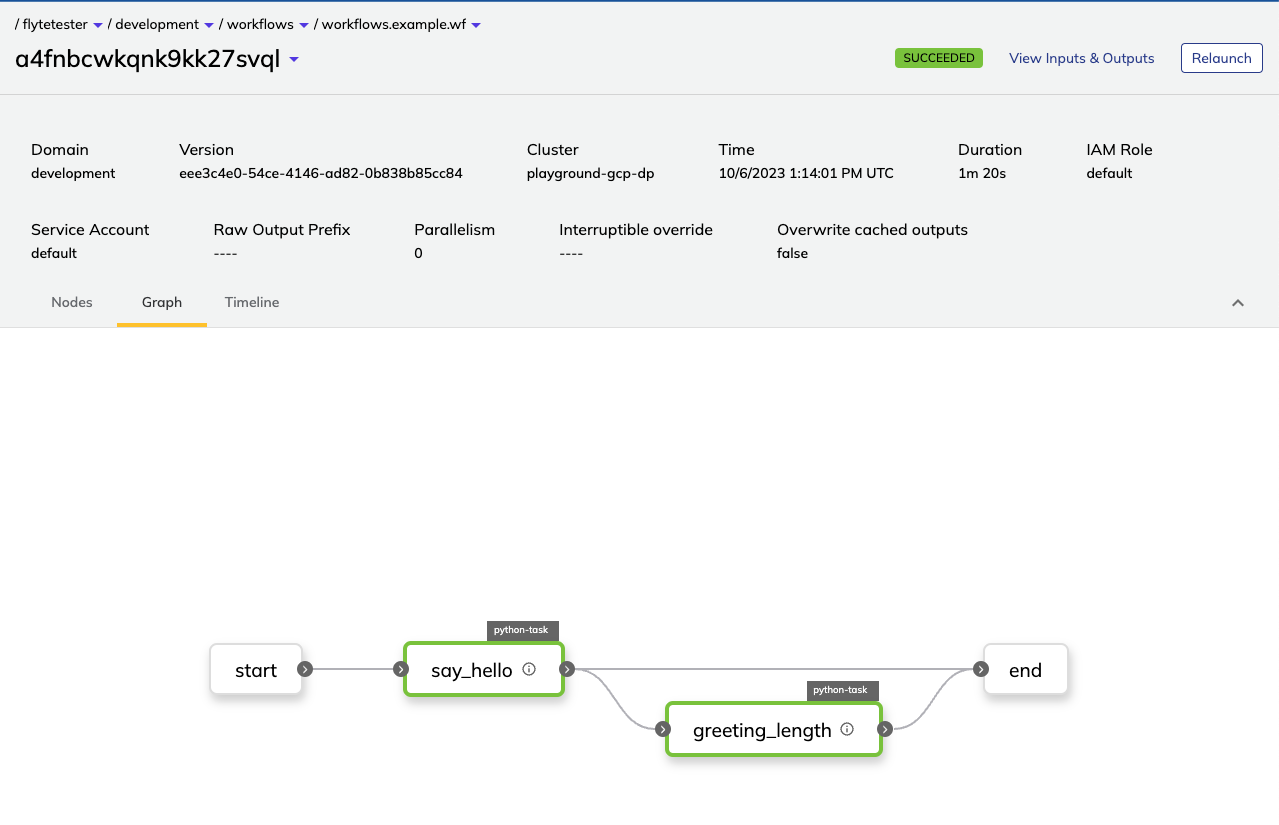 / flytetester / development / workflows / workflows.example.wf
a4fnbcwkqnk9kk27svql
SUCCEEDED View Inputs & Outputs Relaunch
Domain Version Cluster Time Duration IAM Role
development eee3c4e0-54ce-4146-ad82-0b838b85cc84 playground-gcp-dp 10/6/2023 1:14:01 PM UTC 1m 20s default
Service Account Raw Output Prefix Parallelism Interruptible override Overwrite cached outputs
default ---- 0 ---- false
Nodes Graph Timeline
python-task
start say_hello end
python-task
greeting_length